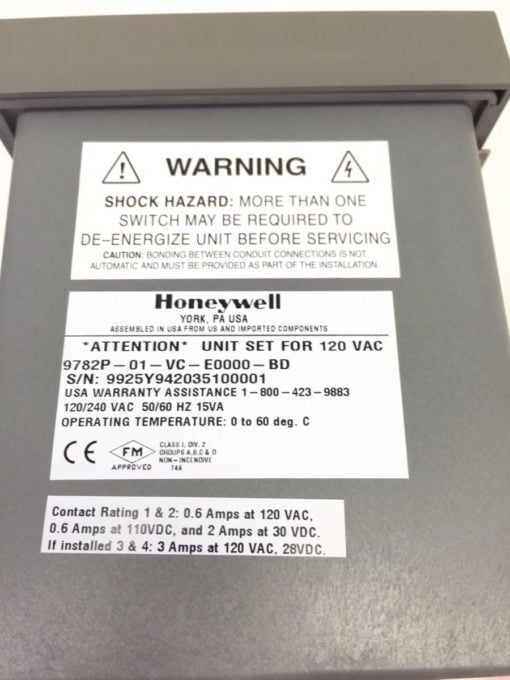 WARNING
SHOCK HAZARD: MORE THAN ONE
SWITCH MAY BE REQUIRED TO
DE-ENERGIZE UNIT BEFORE SERVICING
CAUTION: BONDING BETWEEN CONDUIT CONNECTIONS IS NOT
AUTOMATIC AND MUST BE PROVIDED AS PART OF THE INSTALLATION
Honeywell
YORK, PA USA
ASSEMBLED IN USA FROM US AND IMPORTED COMPONENTS
*ATTENTION* UNIT SET FOR 120 VAC
9782P-01-VC-E0000-BD
S/N: 9925Y942035100001
USA WARRANTY ASSISTANCE 1-800-423-9883
120/240 VAC 50/60 HZ 15VA
OPERATING TEMPERATURE: 0 to 60 deg. C
CE
FM
APPROVED
CLASS I, DIV. 2
GROUPS A,B,C & D
NON-INCENDIVE
T4A
Contact Rating 1 & 2: 0.6 Amps at 120 VAC,
0.6 Amps at 110VDC, and 2 Amps at 30 VDC.
If installed 3 & 4: 3 Amps at 120 VAC, 28VDC.